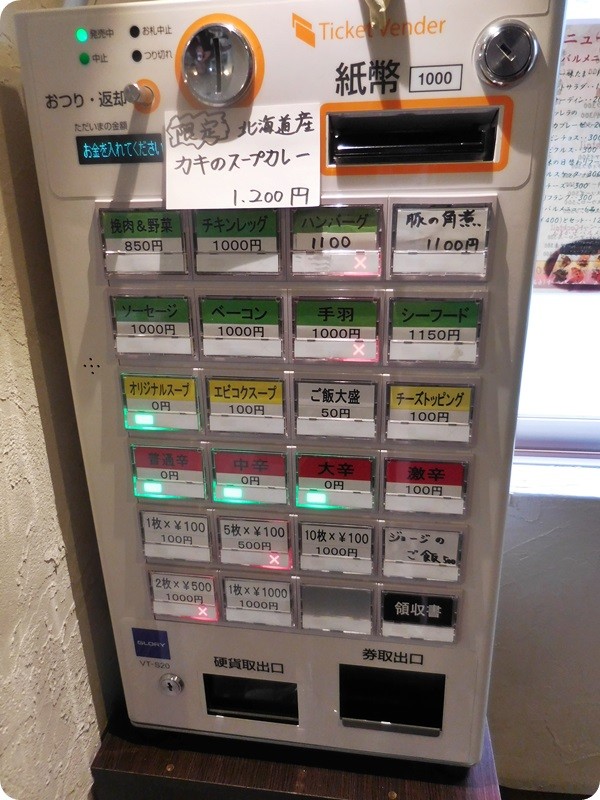 発売中
お札中止
中止
つり切れ
おつり・返却
ただいまの金額
お金を入れてください
Ticket Vender
紙幣 1000
限定 北海道産
カキのスープカレー
1.200円
挽肉&野菜
850円
チキンレッグ
1000円
ハンバーグ
1100
豚の角煮
1100円
ソーセージ
1000円
ベーコン
1000円
手羽
1000円
シーフード
1150円
オリジナルスープ
0円
エビコクスープ
100円
ご飯大盛
50円
チーズトッピング
100円
普通辛
0円
中辛
0円
大辛
0円
激辛
100円
1枚×¥100
100円
5枚×¥100
500円
10枚×¥100
1000円
ジョージの
ご飯 500
2枚×¥500
1000円
1枚×¥1000
1000円
領収書
GLORY
VT-S20
硬貨取出口
券取出口